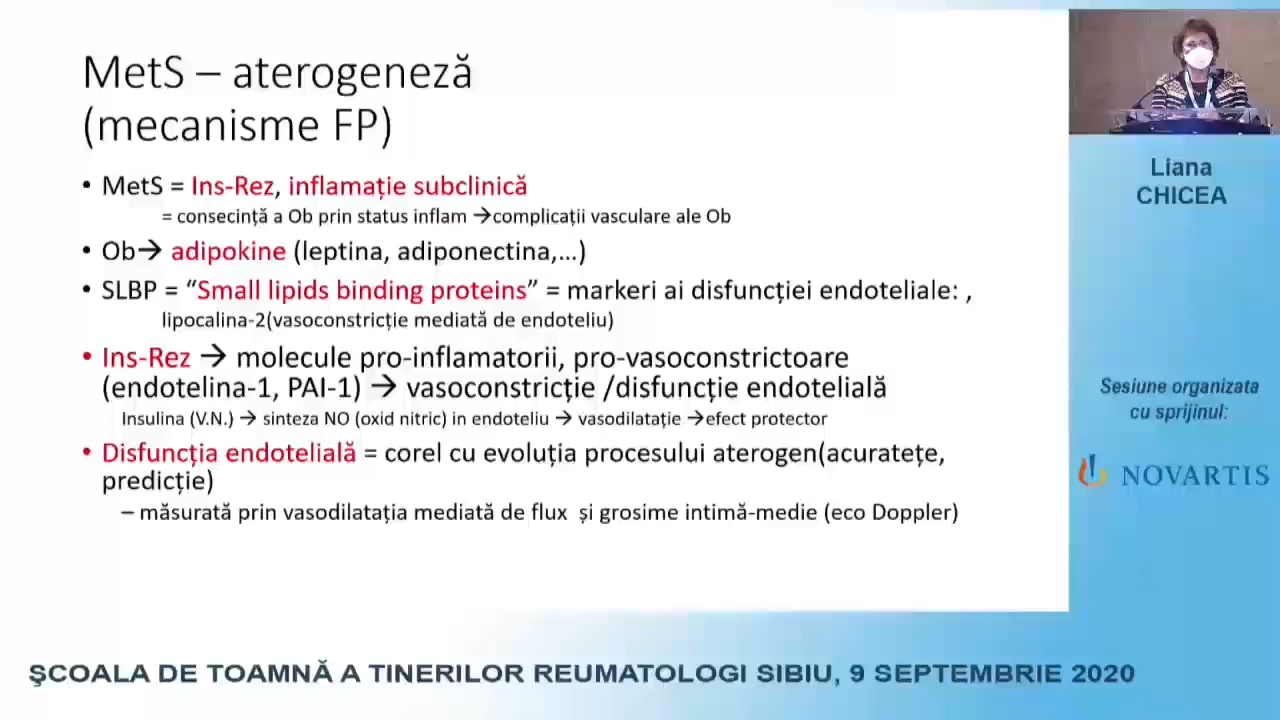 MetS – aterogeneză
(mecanisme FP)
• MetS = Ins-Rez, inflamație subclinică
= consecință a Ob prin status inflam →complicații vasculare ale Ob
• Ob→ adipokine (leptina, adiponectina,...)
• SLBP = “Small lipids binding proteins” = markeri ai disfuncției endoteliale: ,
lipocalina-2(vasoconstricție mediată de endoteliu)
• Ins-Rez → molecule pro-inflamatorii, pro-vasoconstrictoare
(endotelina-1, PAI-1) → vasoconstricție /disfuncție endotelială
Insulina (V.N.) → sinteza NO (oxid nitric) in endoteliu → vasodilatație →efect protector
• Disfuncția endotelială = corel cu evoluția procesului aterogen(acuratețe,
predicție)
– măsurată prin vasodilatația mediată de flux și grosime intimă-medie (eco Doppler)
Liana
CHICEA
Sesiune organizata
cu sprijinul:
NOVARTIS
ŞCOALA DE TOAMNĂ A TINERILOR REUMATOLOGI SIBIU, 9 SEPTEMBRIE 2020